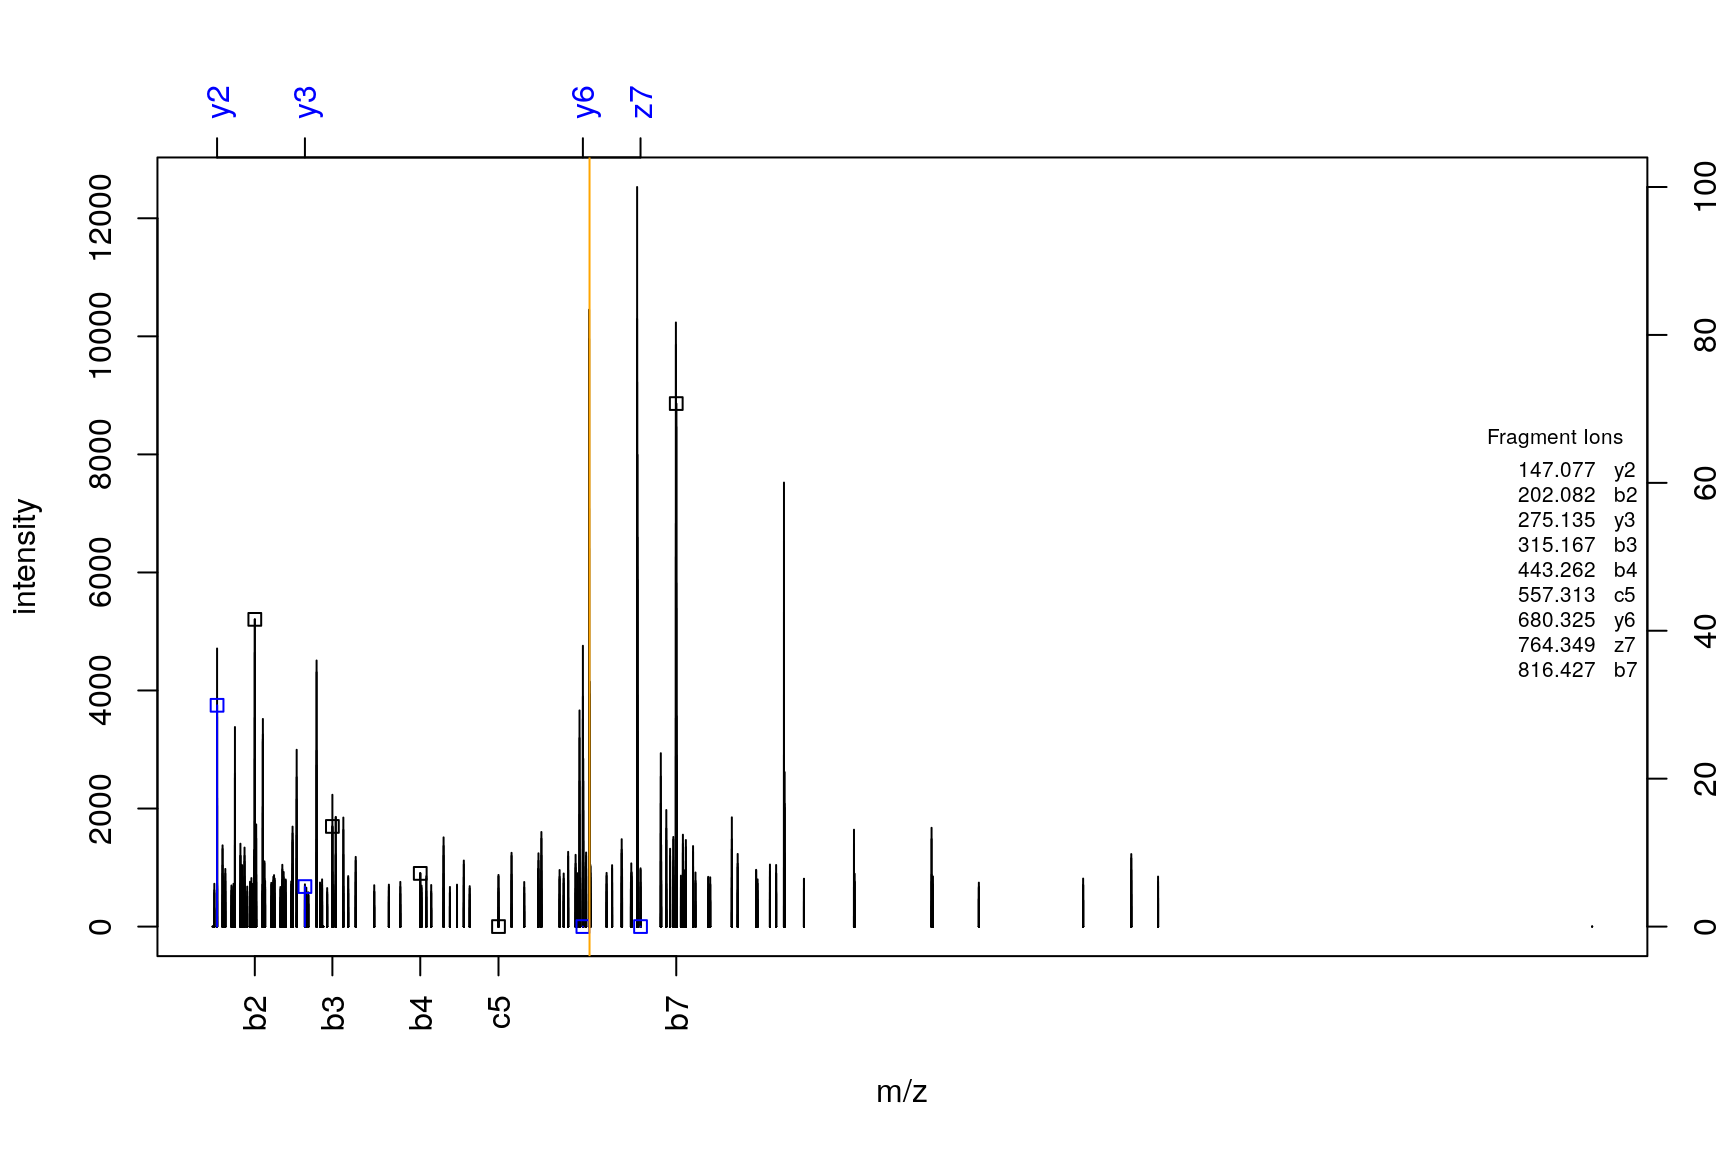 y2 y3 y6 z7
12000
10000
8000
6000
4000
2000
0
intensity
100
80
60
40
20
0
Fragment Ions
147.077 y2
202.082 b2
275.135 y3
315.167 b3
443.262 b4
557.313 c5
680.325 y6
764.349 z7
816.427 b7
b2 b3 b4 c5 b7
m/z